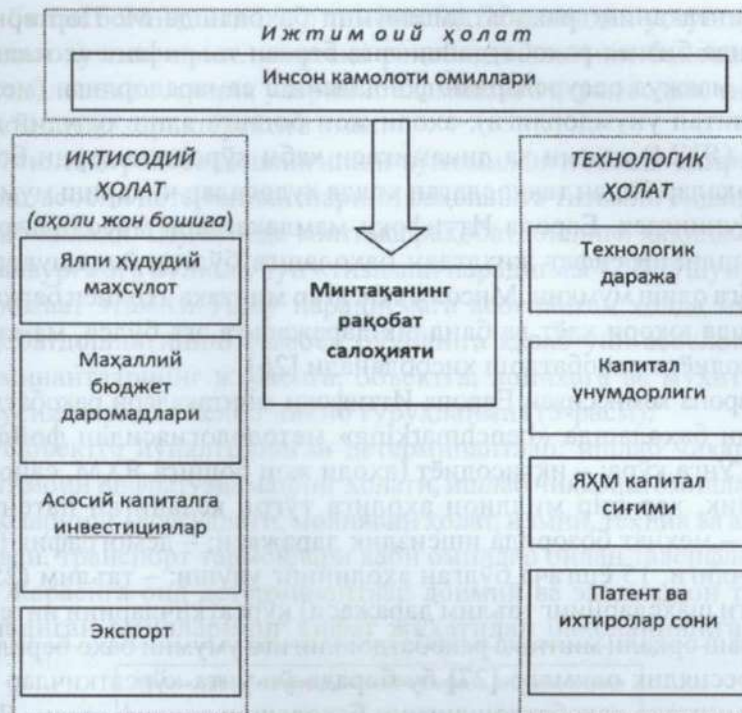 Ижтимоий ҳолат
Инсон камолоти омиллари
ИҚТИСОДИЙ
ҲОЛАТ
(аҳоли жон бошига)
Ялпи ҳудудий
маҳсулот
Маҳаллий
бюджет
даромадлари
Асосий капиталга
инвестициялар
Экспорт
Минтақанинг
рақобат
салоҳияти
ТЕХНОЛОГИК
ҲОЛАТ
Технологик
даража
Капитал
унумдорлиги
ЯҲМ капитал
сиғими
Патент ва
ихтиролар сони